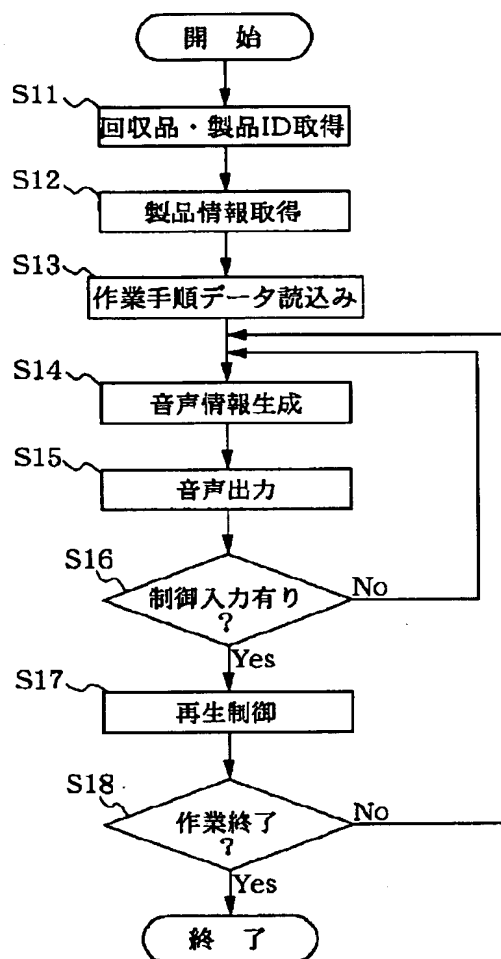 開 始
S11
回収品・製品ID取得
S12
製品情報取得
S13
作業手順データ読込み
S14
音声情報生成
S15
音声出力
S16
制御入力有り
?
No
Yes
S17
再生制御
S18
作業終了
?
No
Yes
終 了